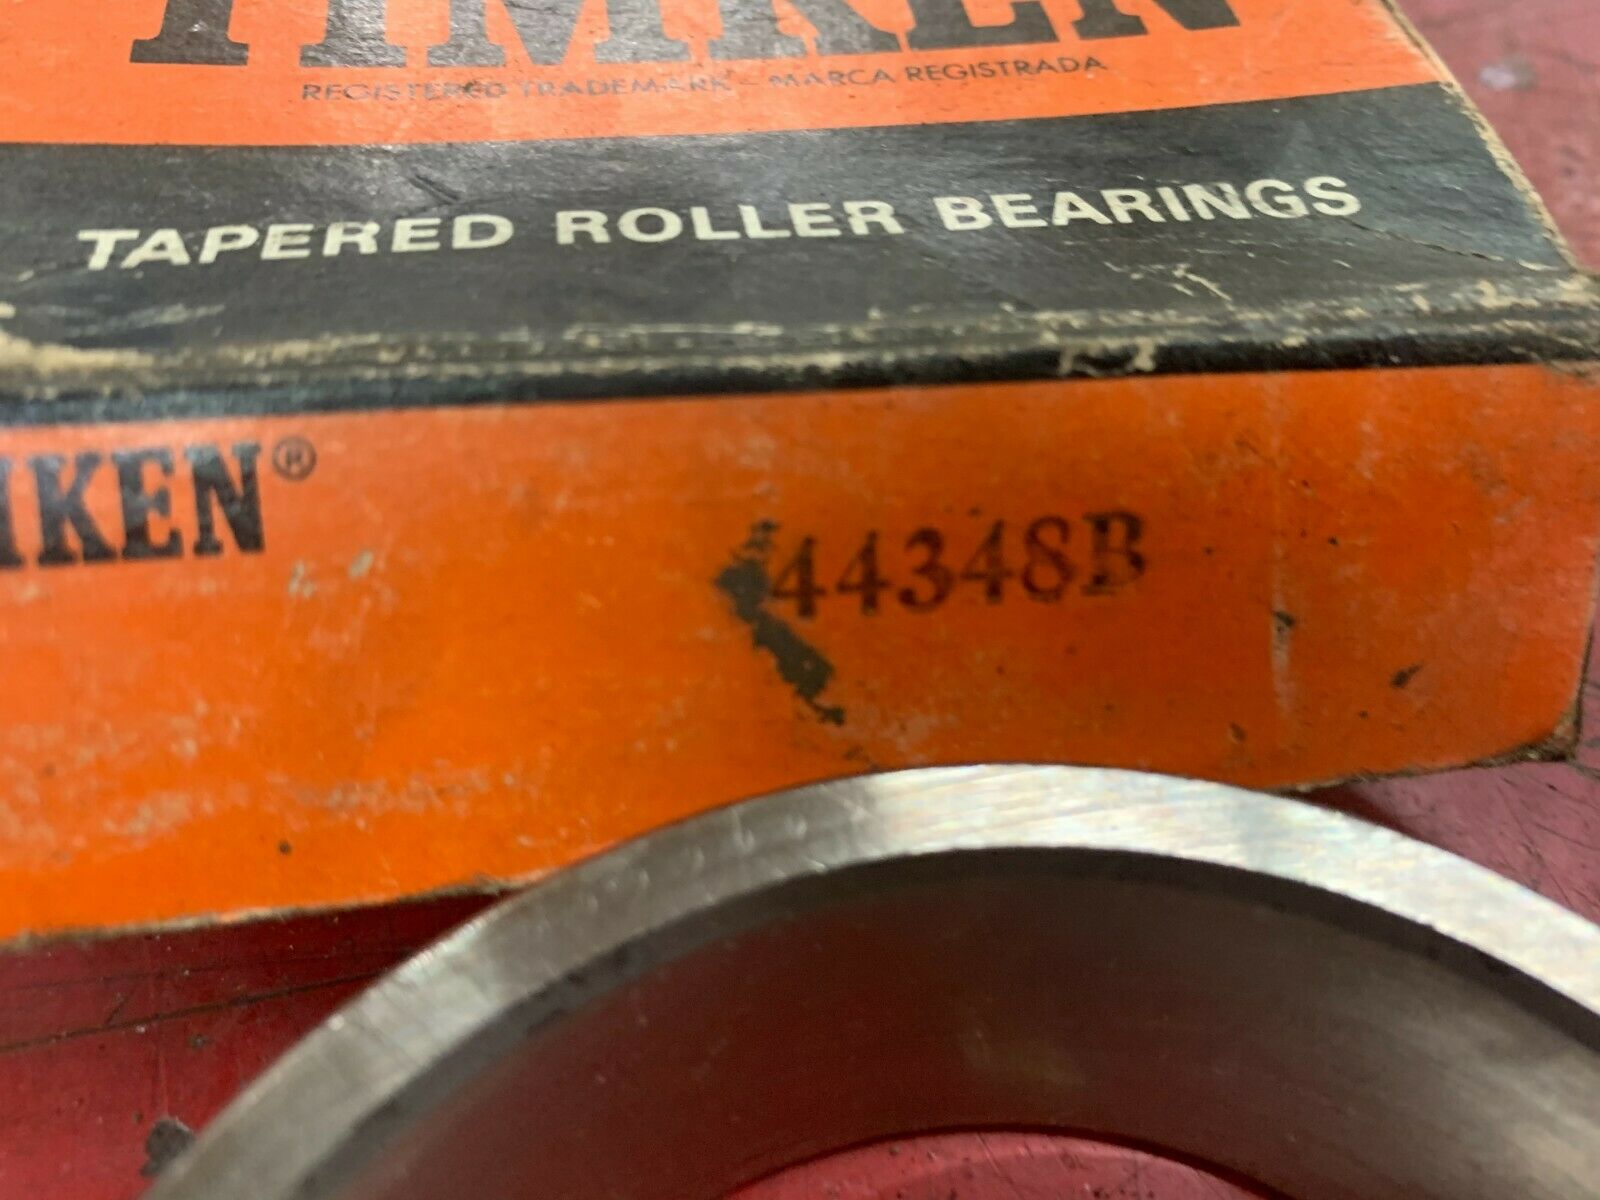 TIMKEN
REGISTERED TRADEMARK - MARCA REGISTRADA
TAPERED ROLLER BEARINGS
IKEN®
44348B